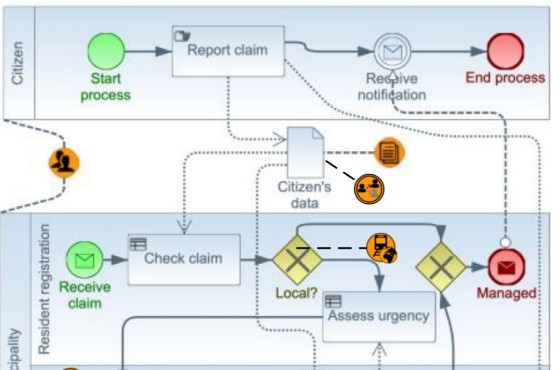 Citizen
Start
process
Report claim
Receive
notification
End process
Citizen's
data
Resident registration
Receive
claim
Check claim
Local?
Assess urgency
Managed